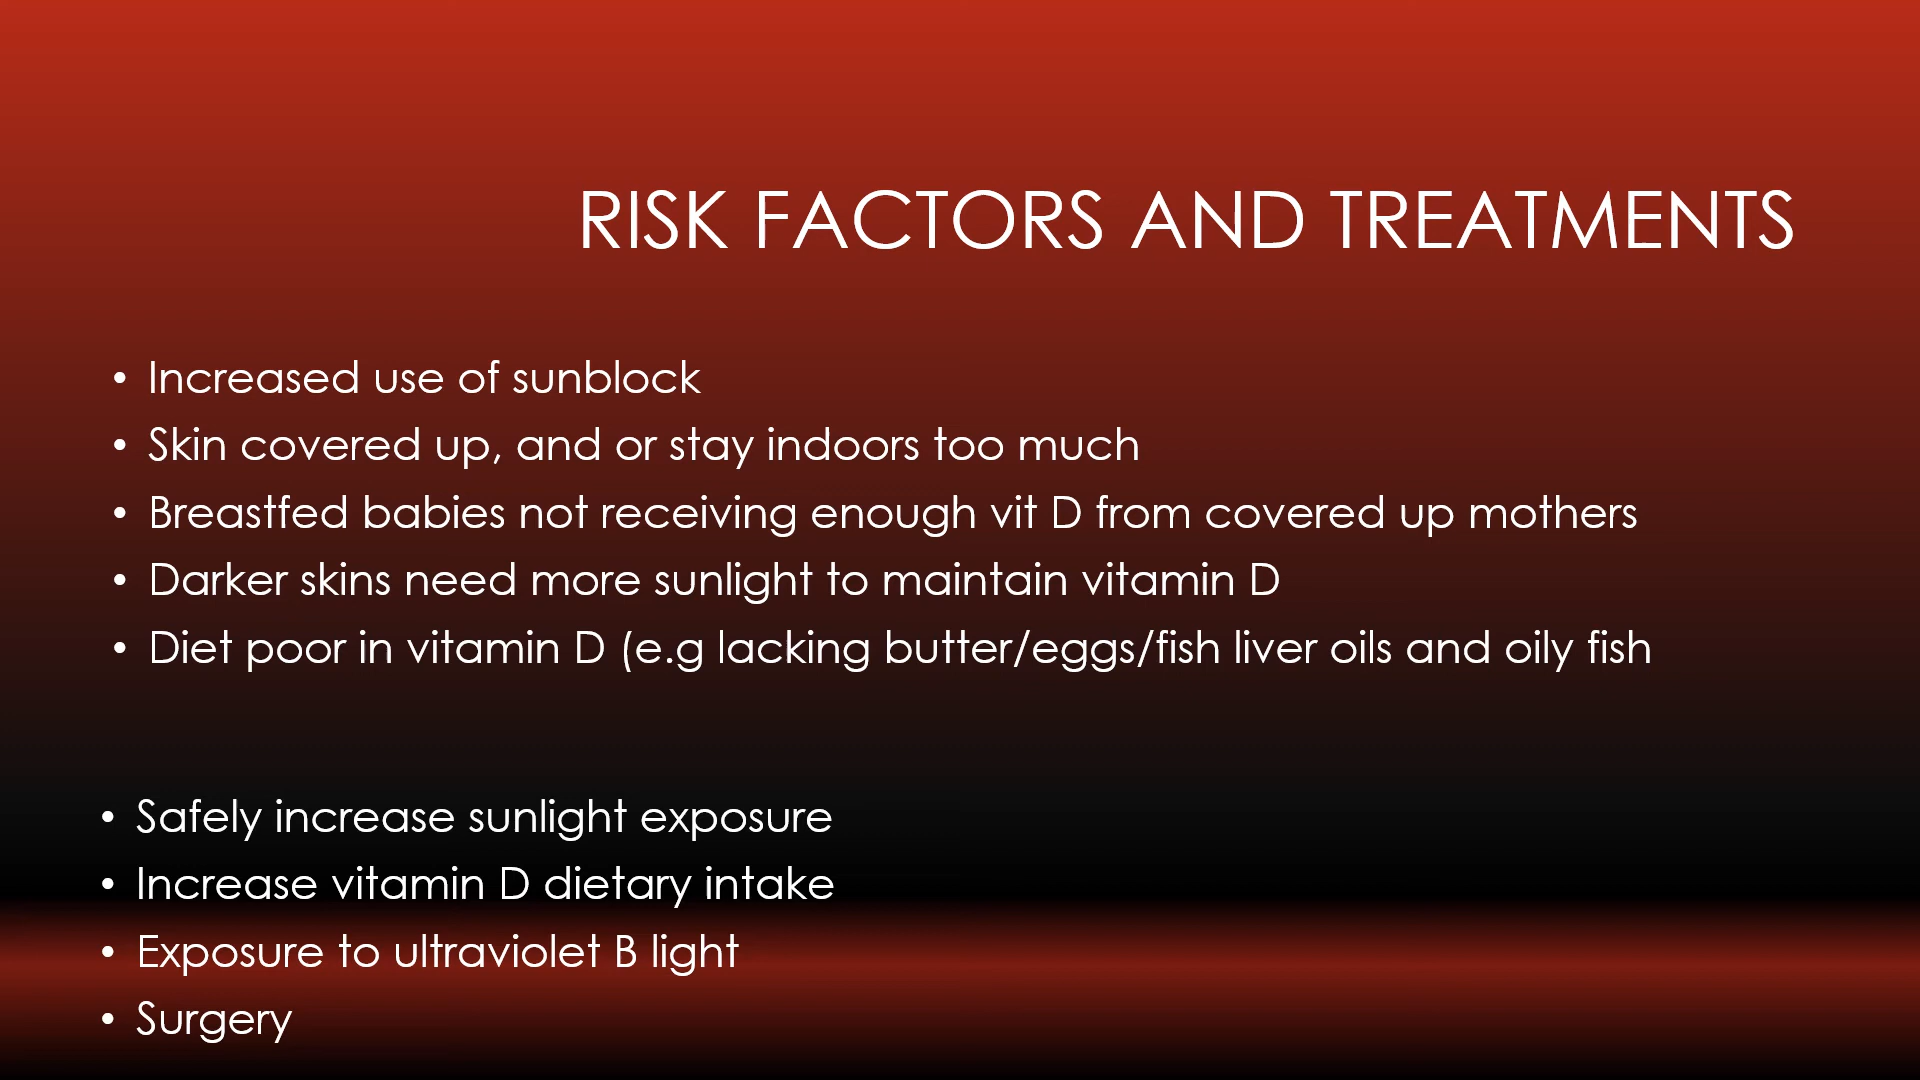 RISK FACTORS AND TREATMENTS
• Increased use of sunblock
• Skin covered up, and or stay indoors too much
• Breastfed babies not receiving enough vit D from covered up mothers
• Darker skins need more sunlight to maintain vitamin D
• Diet poor in vitamin D (e.g lacking butter/eggs/fish liver oils and oily fish
• Safely increase sunlight exposure
• Increase vitamin D dietary intake
• Exposure to ultraviolet B light
• Surgery